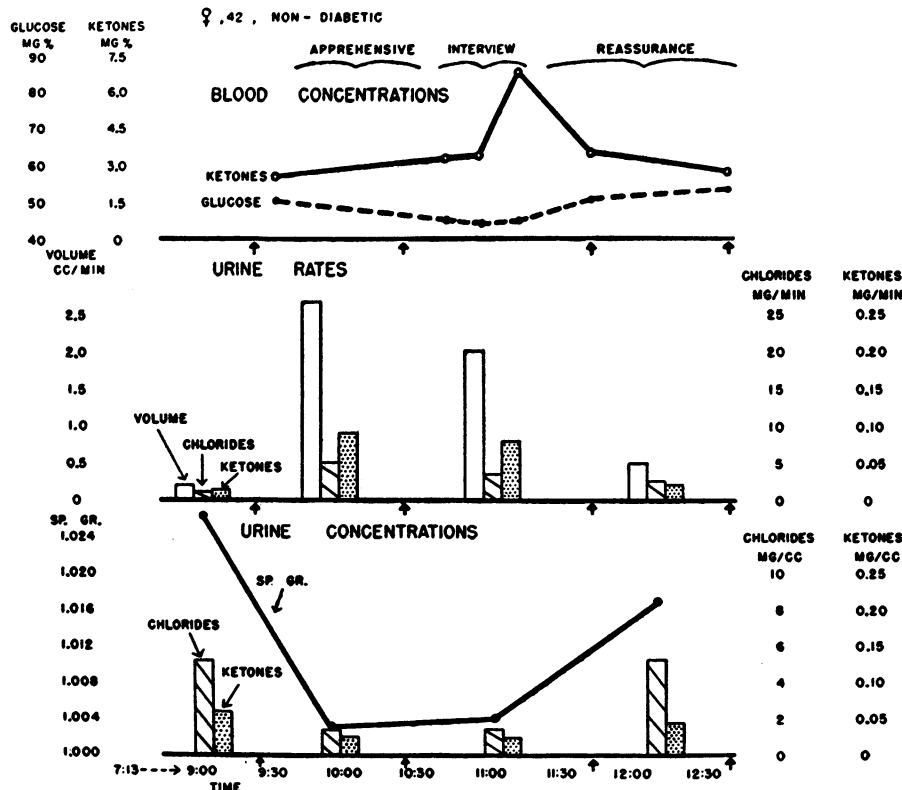 ♀, 42, NON - DIABETIC
GLUCOSE KETONES
MG % MG %
90 7.5
80 6.0
70 4.5
60 3.0
50 1.5
40 0
APPREHENSIVE INTERVIEW REASSURANCE
BLOOD CONCENTRATIONS
KETONES
GLUCOSE
VOLUME
CC/MIN
2.5
2.0
1.5
1.0
0.5
0
URINE RATES
CHLORIDES KETONES
MG/MIN MG/MIN
25 0.25
20 0.20
15 0.15
10 0.10
5 0.05
0 0
VOLUME
CHLORIDES
KETONES
SP. GR.
1.024
1.020
1.016
1.012
1.008
1.004
1.000
URINE CONCENTRATIONS
CHLORIDES KETONES
MG/CC MG/CC
10 0.25
8 0.20
6 0.15
4 0.10
2 0.05
0 0
SP. GR.
CHLORIDES
KETONES
7:13----> 9:00 9:30 10:00 10:30 11:00 11:30 12:00 12:30
TIME